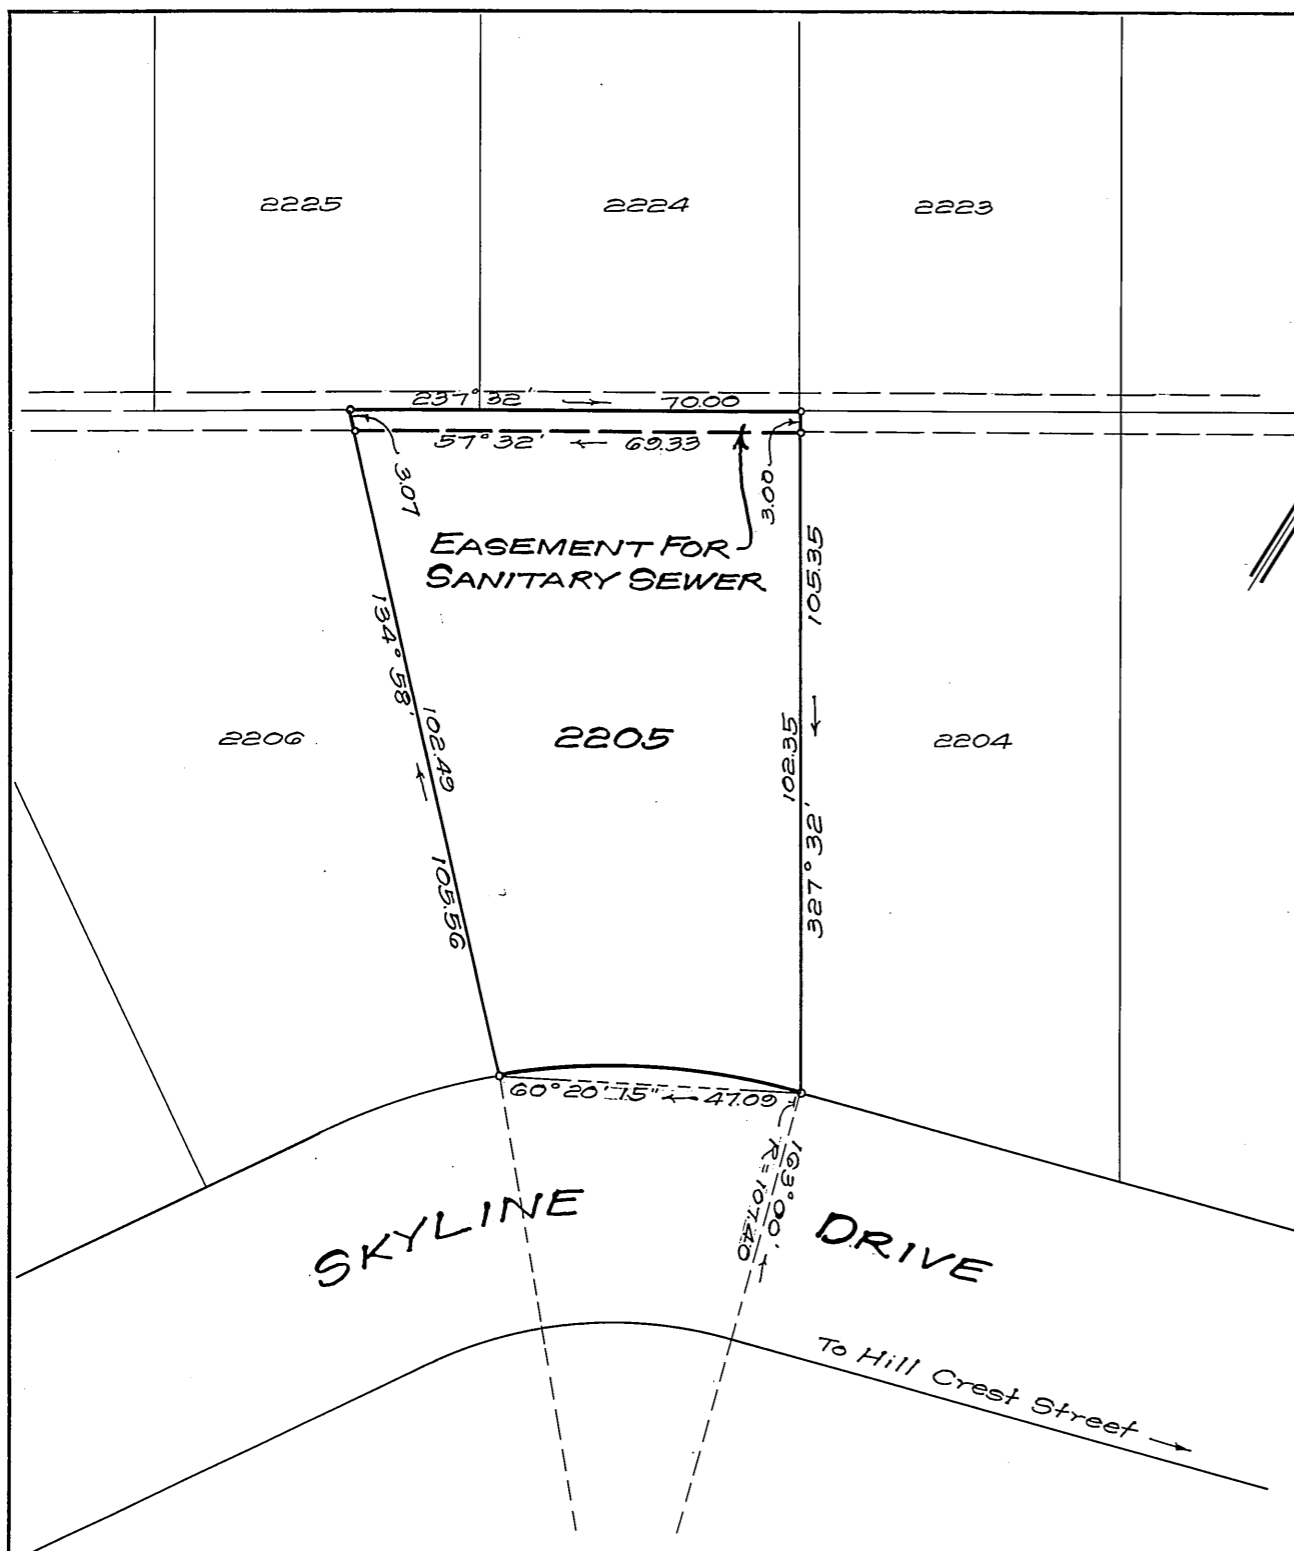 2225
2224
2223
237° 32' → 70.00
57° 32' ← 69.33
3.07
3.00
EASEMENT FOR
SANITARY SEWER
105.35
134° 58'
102.49
105.56
2206
2205
2204
102.35
327° 32'
60° 20' 15" ← 47.09
163° 00'
R = 107.40
SKYLINE DRIVE
To Hill Crest Street →